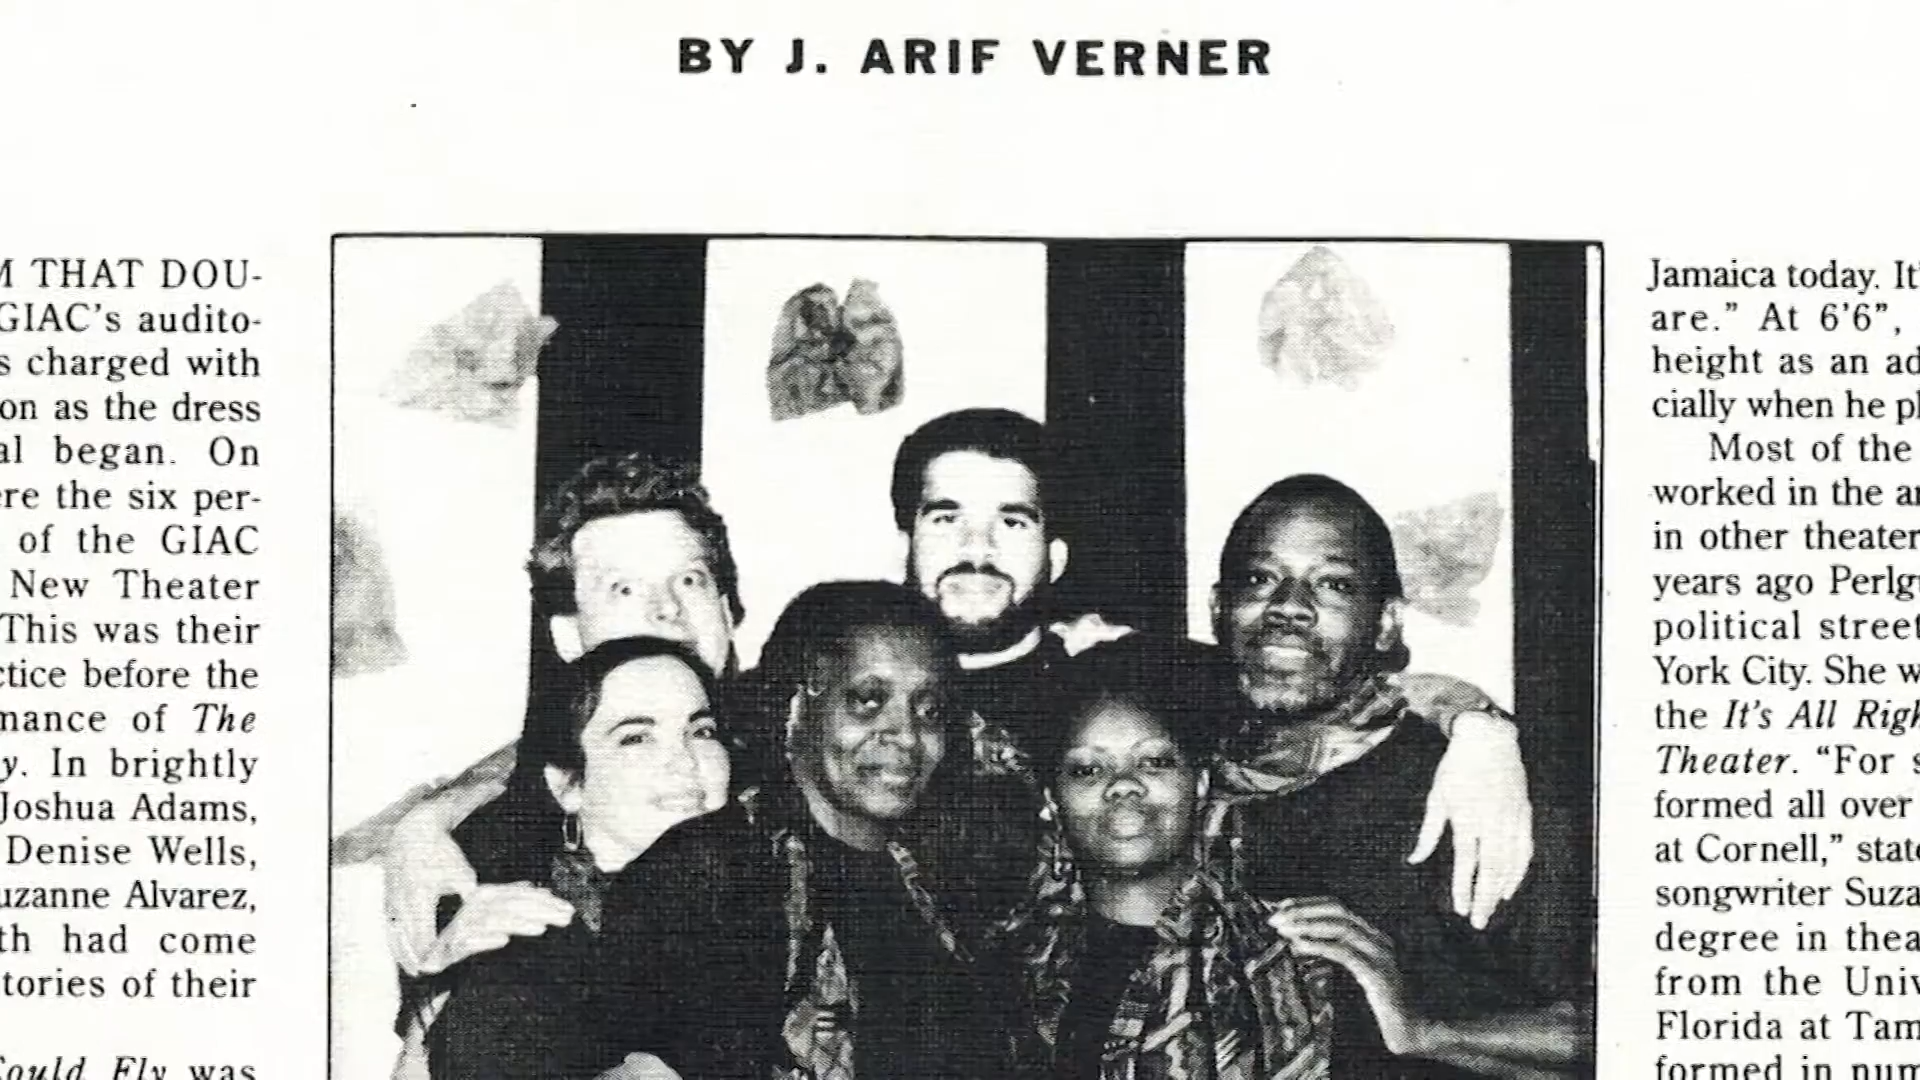 BY J. ARIF VERNER
M THAT DOU-
GIAC's audito-
s charged with
on as the dress
al began. On
ere the six per-
of the GIAC
New Theater
This was their
ctice before the
mance of The
y. In brightly
Joshua Adams,
Denise Wells,
uzanne Alvarez,
th had come
tories of their
Could Fly was
Jamaica today. It'
are.” At 6'6”,
height as an ad
cially when he pl
Most of the
worked in the ar
in other theater
years ago Perlgu
political street
York City. She w
the It's All Righ
Theater. “For s
formed all over
at Cornell,” state
songwriter Suza
degree in thea
from the Univ
Florida at Tam
formed in num